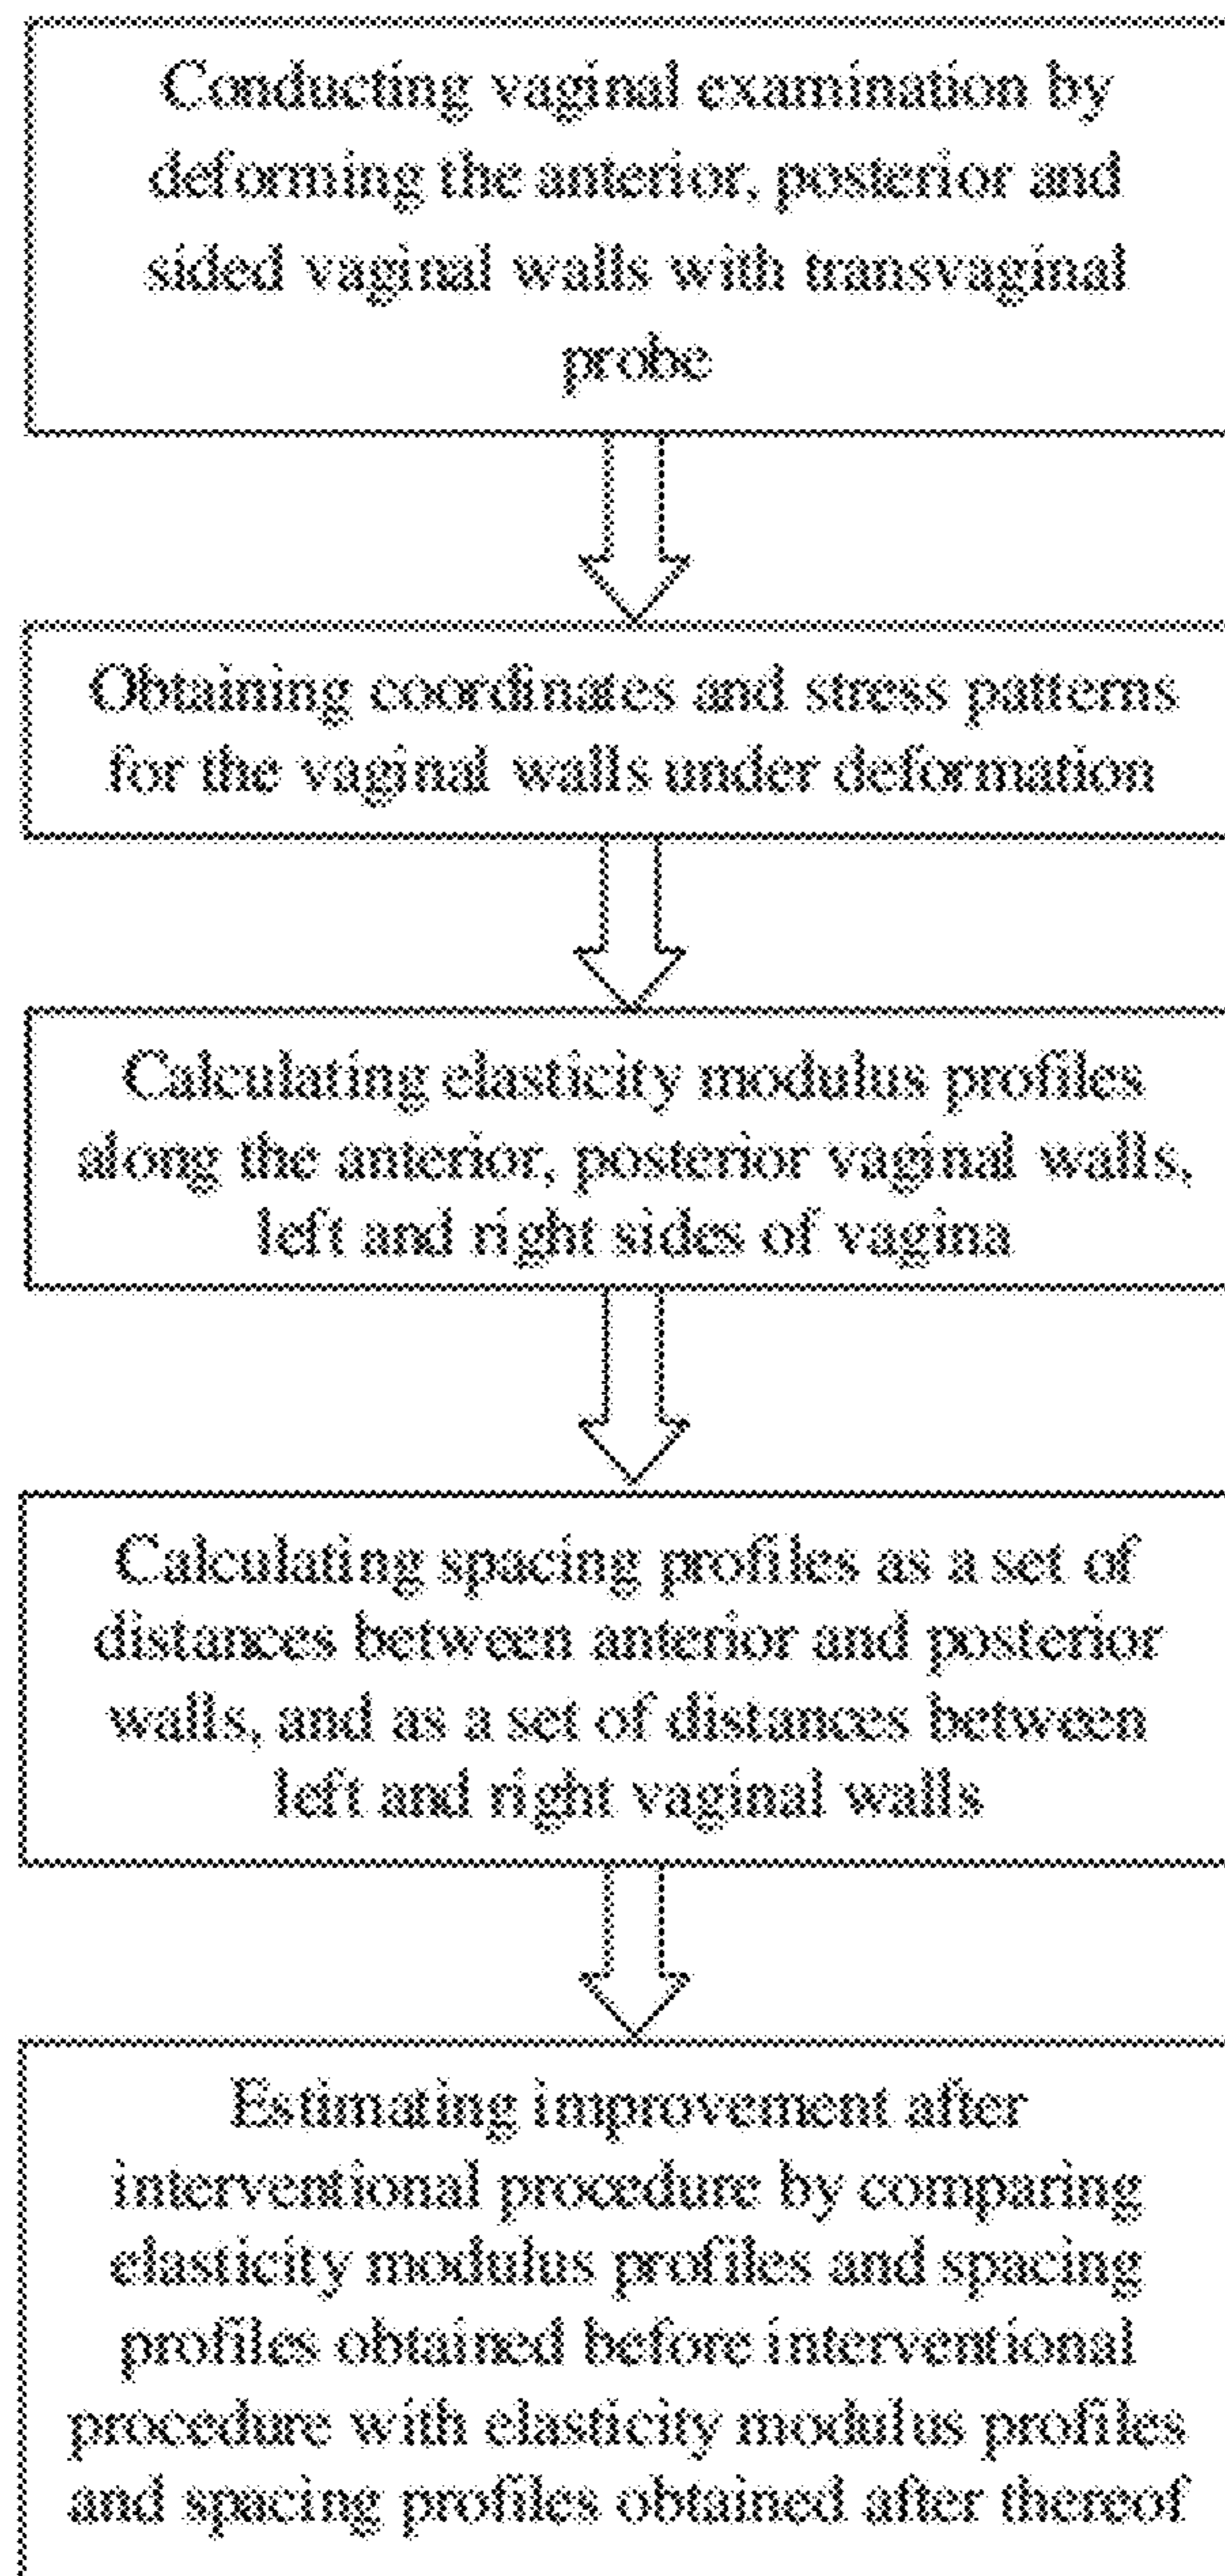 Conducting vaginal examination by
deforming the anterior, posterior and
sided vaginal walls with transvaginal
probe
Obtaining coordinates and stress patterns
for the vaginal walls under deformation
Calculating elasticity modulus profiles
along the anterior, posterior vaginal walls,
left and right sides of vagina
Calculating spacing profiles as a set of
distances between anterior and posterior
walls, and as a set of distances between
left and right vaginal walls
Estimating improvement after
interventional procedure by comparing
elasticity modulus profiles and spacing
profiles obtained before interventional
procedure with elasticity modulus profiles
and spacing profiles obtained after thereof